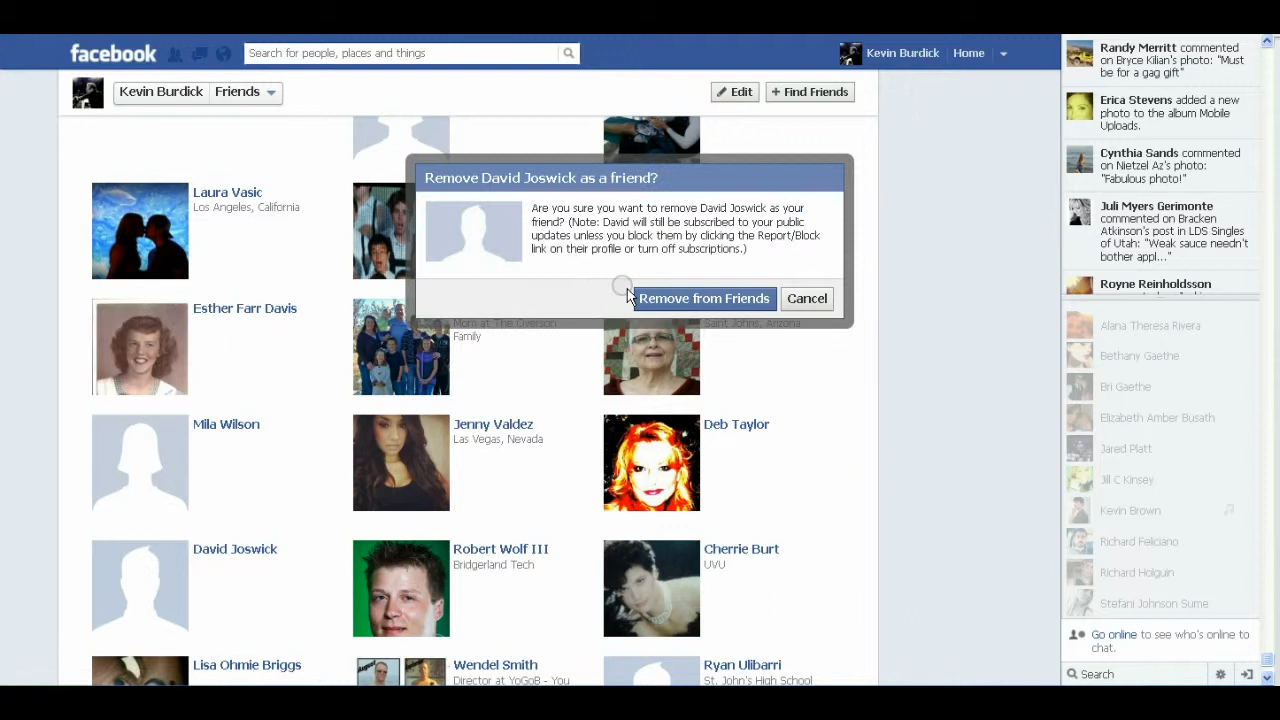 facebook
Search for people, places and things
Kevin Burdick
Home
Kevin Burdick
Friends
Edit
+ Find Friends
Remove David Joswick as a friend?
Are you sure you want to remove David Joswick as your
friend? (Note: David will still be subscribed to your public
updates unless you block them by clicking the Report/Block
link on their profile or turn off subscriptions.)
Remove from Friends
Cancel
Laura Vasic
Los Angeles, California
Esther Farr Davis
Mom at The Overson
Family
Saint Johns, Arizona
Mila Wilson
Jenny Valdez
Las Vegas, Nevada
Deb Taylor
David Joswick
Robert Wolf III
Bridgerland Tech
Cherrie Burt
UVU
Lisa Ohmie Briggs
Wendel Smith
Director at YoGoB - You
Ryan Ulibarri
St. John's High School
Randy Merritt commented
on Bryce Kilian's photo: "Must
be for a gag gift"
Erica Stevens added a new
photo to the album Mobile
Uploads.
Cynthia Sands commented
on Nietzel Az's photo:
"Fabulous photo!"
Juli Myers Gerimonte
commented on Bracken
Atkinson's post in LDS Singles
of Utah: "Weak sauce needn't
bother appl..."
Royne Reinholdsson
Alana Theresa Rivera
Bethany Gaethe
Bri Gaethe
Elizabeth Amber Busath
Jared Platt
Jill C Kinsey
Kevin Brown
Richard Feliciano
Richard Holguin
Stefani Johnson Sume
Go online to see who's online to
chat.
Search